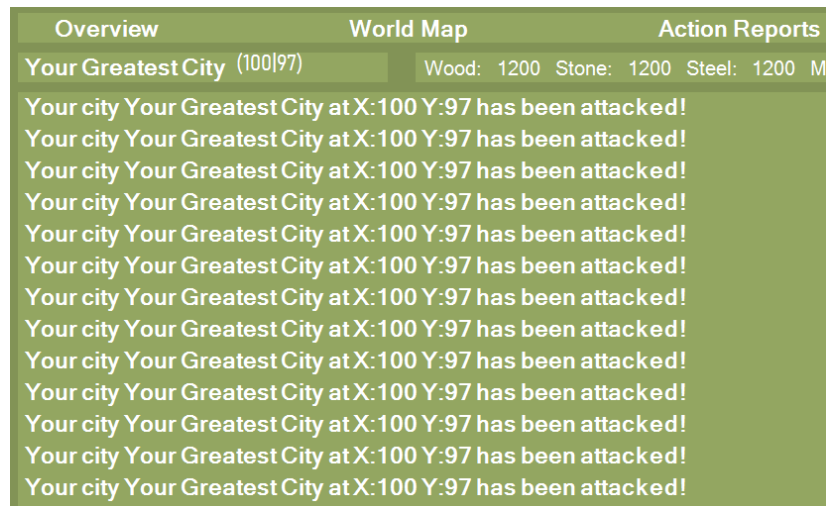 Overview World Map Action Reports
Your Greatest City (100|97) Wood: 1200 Stone: 1200 Steel: 1200 M
Your city Your Greatest City at X:100 Y:97 has been attacked!
Your city Your Greatest City at X:100 Y:97 has been attacked!
Your city Your Greatest City at X:100 Y:97 has been attacked!
Your city Your Greatest City at X:100 Y:97 has been attacked!
Your city Your Greatest City at X:100 Y:97 has been attacked!
Your city Your Greatest City at X:100 Y:97 has been attacked!
Your city Your Greatest City at X:100 Y:97 has been attacked!
Your city Your Greatest City at X:100 Y:97 has been attacked!
Your city Your Greatest City at X:100 Y:97 has been attacked!
Your city Your Greatest City at X:100 Y:97 has been attacked!
Your city Your Greatest City at X:100 Y:97 has been attacked!
Your city Your Greatest City at X:100 Y:97 has been attacked!
Your city Your Greatest City at X:100 Y:97 has been attacked!